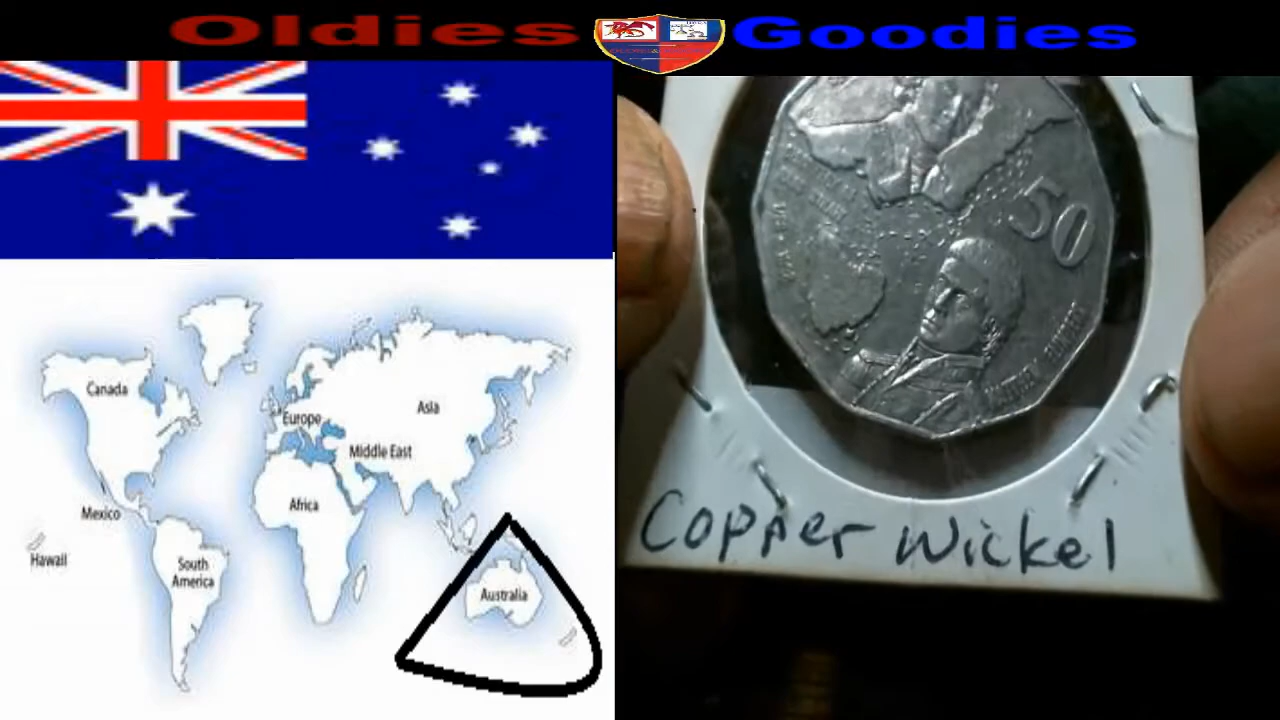 Oldies Goodies
Canada
Europe
Asia
Middle East
Africa
Mexico
Hawaii
South
America
Australia
50
Copper Nickel